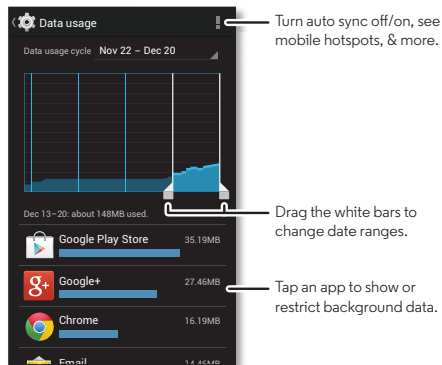 Data usage
Turn auto sync off/on, see
mobile hotspots, & more.
Data usage cycle Nov 22 – Dec 20
Dec 13–20: about 148MB used.
Drag the white bars to
change date ranges.
Google Play Store 35.19MB
Google+ 27.46MB
Tap an app to show or
restrict background data.
Chrome 16.19MB
Email 14.46MB